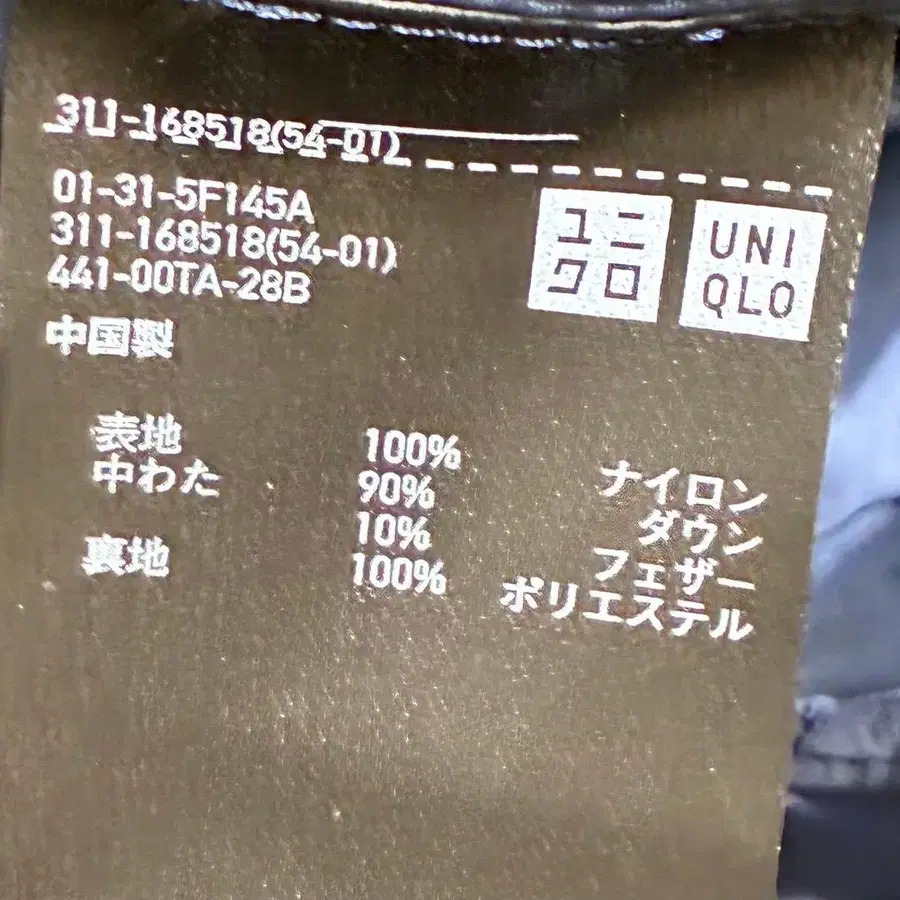 311-168518(54-01)
01-31-5F145A
311-168518(54-01)
441-00TA-28B
中国製
ユニ
クロ
UNI
QLO
表地 100% ナイロン
中わた 90% ダウン
10% フェザー
裏地 100% ポリエステル